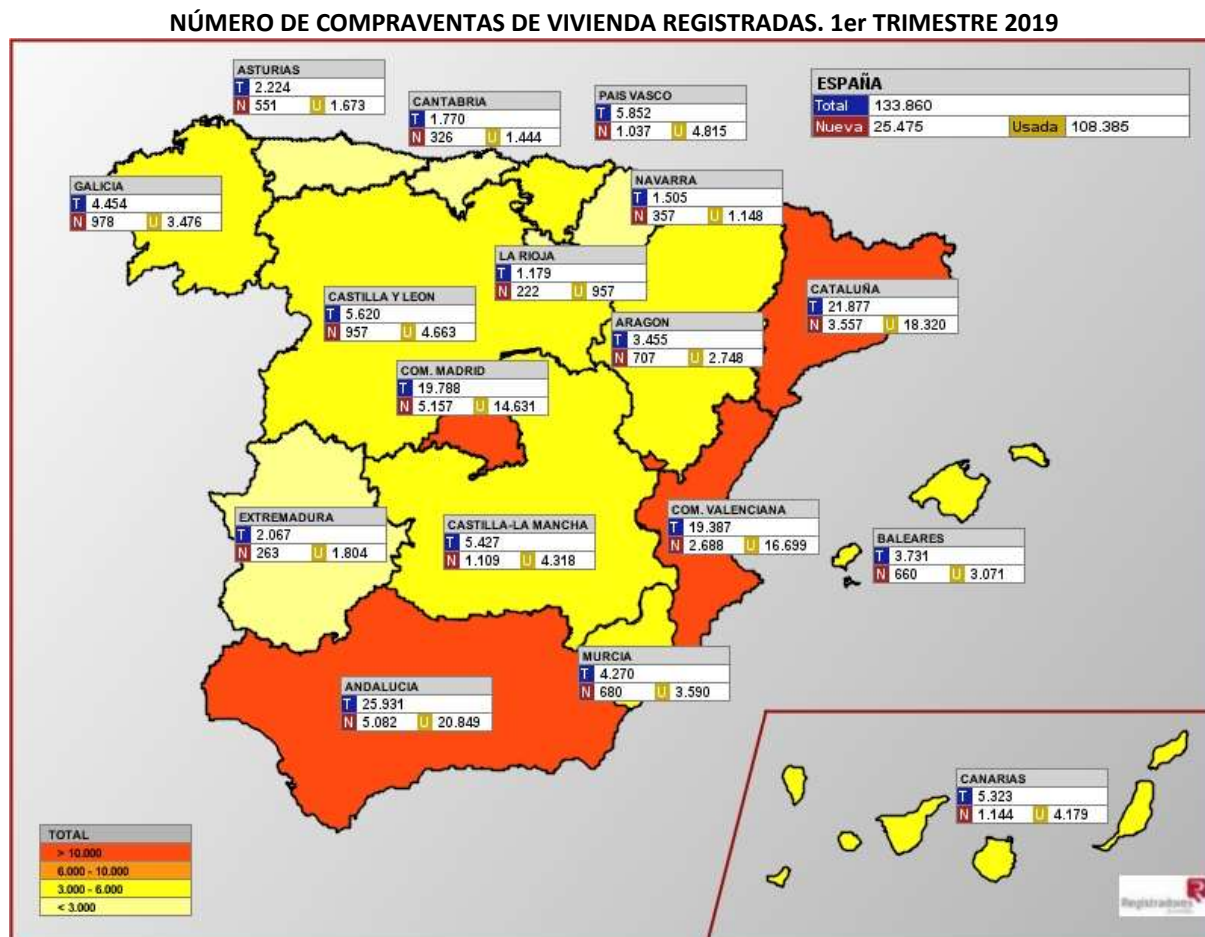 NÚMERO DE COMPRAVENTAS DE VIVIENDA REGISTRADAS. 1er TRIMESTRE 2019
ASTURIAS
T 2.224
N 551 U 1.673
CANTABRIA
T 1.770
N 326 U 1.444
PAIS VASCO
T 5.852
N 1.037 U 4.815
ESPAÑA
Total 133.860
Nueva 25.475 Usada 108.385
GALICIA
T 4.454
N 978 U 3.476
NAVARRA
T 1.505
N 357 U 1.148
LA RIOJA
T 1.179
N 222 U 957
CASTILLA Y LEON
T 5.620
N 957 U 4.663
ARAGON
T 3.455
N 707 U 2.748
CATALUÑA
T 21.877
N 3.557 U 18.320
COM. MADRID
T 19.788
N 5.157 U 14.631
EXTREMADURA
T 2.067
N 263 U 1.804
CASTILLA-LA MANCHA
T 5.427
N 1.109 U 4.318
COM. VALENCIANA
T 19.387
N 2.688 U 16.699
BALEARES
T 3.731
N 660 U 3.071
MURCIA
T 4.270
N 680 U 3.590
ANDALUCIA
T 25.931
N 5.082 U 20.849
CANARIAS
T 5.323
N 1.144 U 4.179
TOTAL
> 10.000
6.000 - 10.000
3.000 - 6.000
< 3.000
Registradores